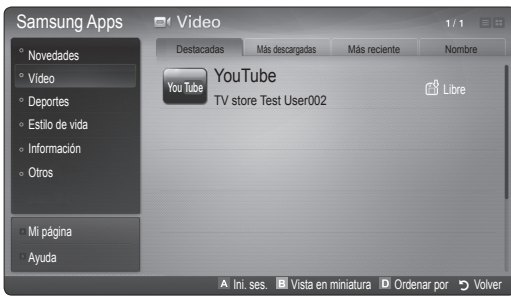 Samsung Apps
Video
1/1
Novedades
Vídeo
Deportes
Estilo de vida
Información
Otros
Mi página
Ayuda
Destacadas Más descargadas Más reciente Nombre
You Tube
YouTube
TV store Test User002
Libre
A Ini. ses. B Vista en miniatura D Ordenar por Volver